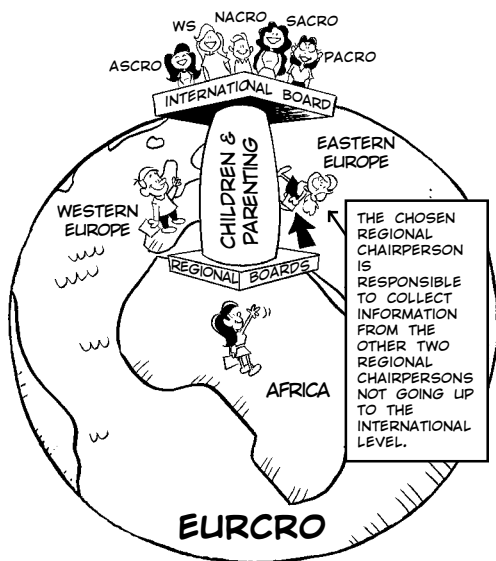 NACRO
SACRO
WS
ASCRO
PACRO
INTERNATIONAL BOARD
CHILDREN &
PARENTING
EASTERN
EUROPE
WESTERN
EUROPE
REGIONAL BOARDS
THE CHOSEN
REGIONAL
CHAIRPERSON
IS
RESPONSIBLE
TO COLLECT
INFORMATION
FROM THE
OTHER TWO
REGIONAL
CHAIRPERSONS
NOT GOING UP
TO THE
INTERNATIONAL
LEVEL.
AFRICA
EURCRO